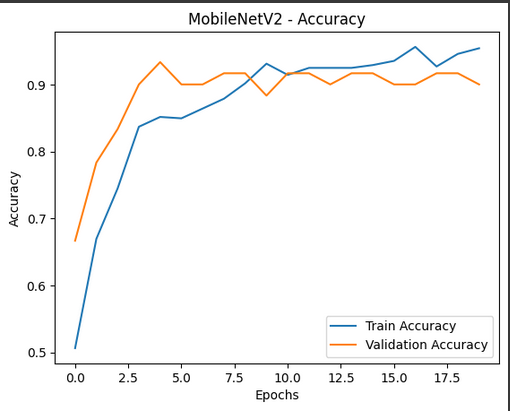 MobileNetV2 - Accuracy
Accuracy
0.9
0.8
0.7
0.6
0.5
Train Accuracy
Validation Accuracy
0.0 2.5 5.0 7.5 10.0 12.5 15.0 17.5
Epochs